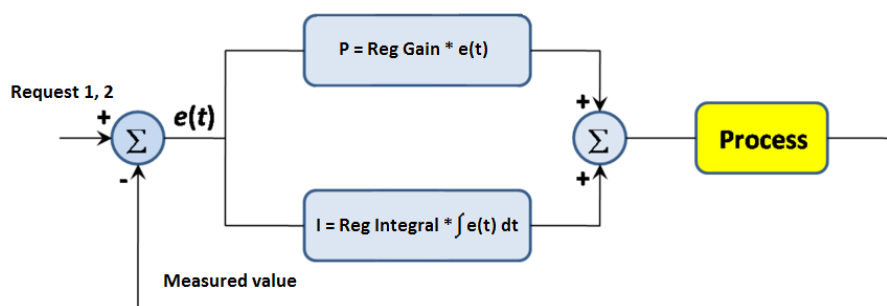 P = Reg Gain * e(t)
Request 1, 2
+
e(t)
Σ
-
+
Σ
+
Process
I = Reg Integral * ∫ e(t) dt
Measured value